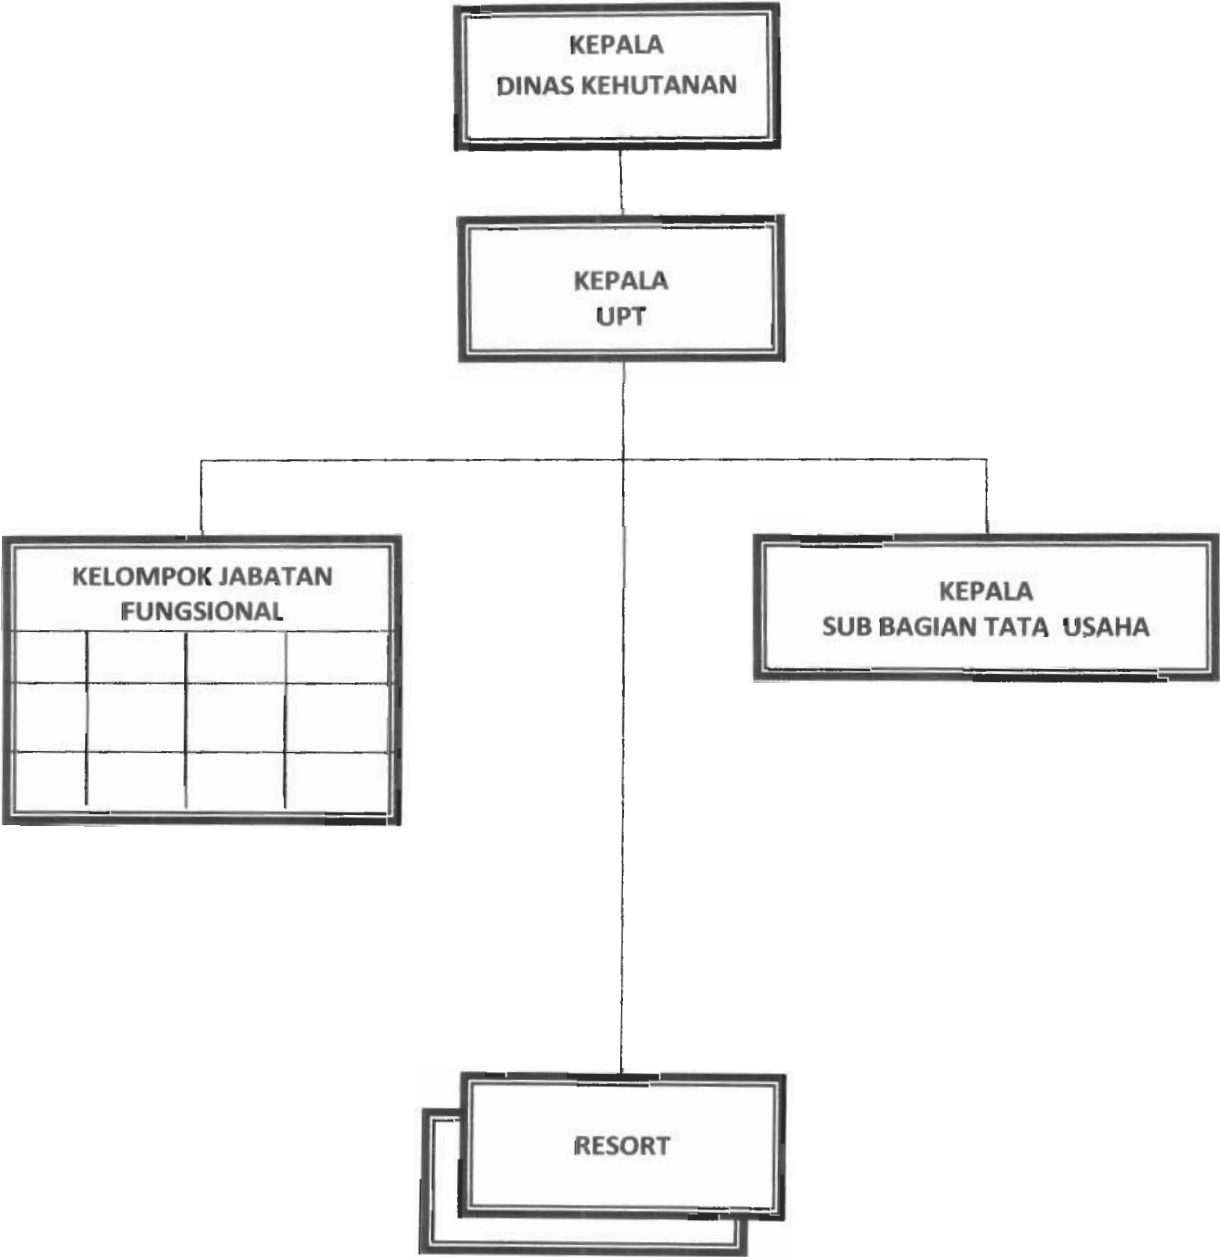 KEPALA
DINAS KEHUTANAN
KEPALA
UPT
KELOMPOK JABATAN
FUNGSIONAL
KEPALA
SUB BAGIAN TATA USAHA
RESORT